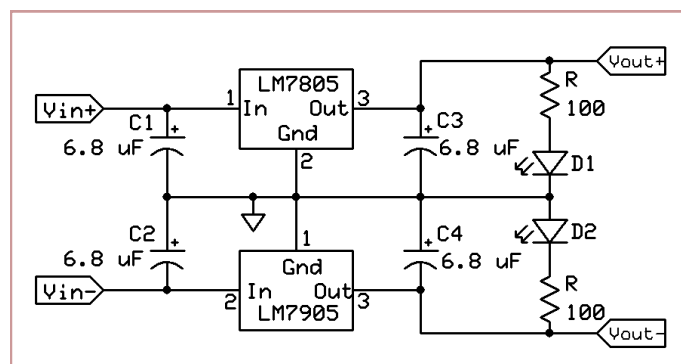 LM7805
Vout+
Vin+
1
In
Out
3
R
100
C1
+
6.8 uF
Gnd
2
+
C3
6.8 uF
D1
C2
+
6.8 uF
1
Gnd
+
C4
6.8 uF
D2
Vin-
2
In
Out
3
LM7905
R
100
Vout-